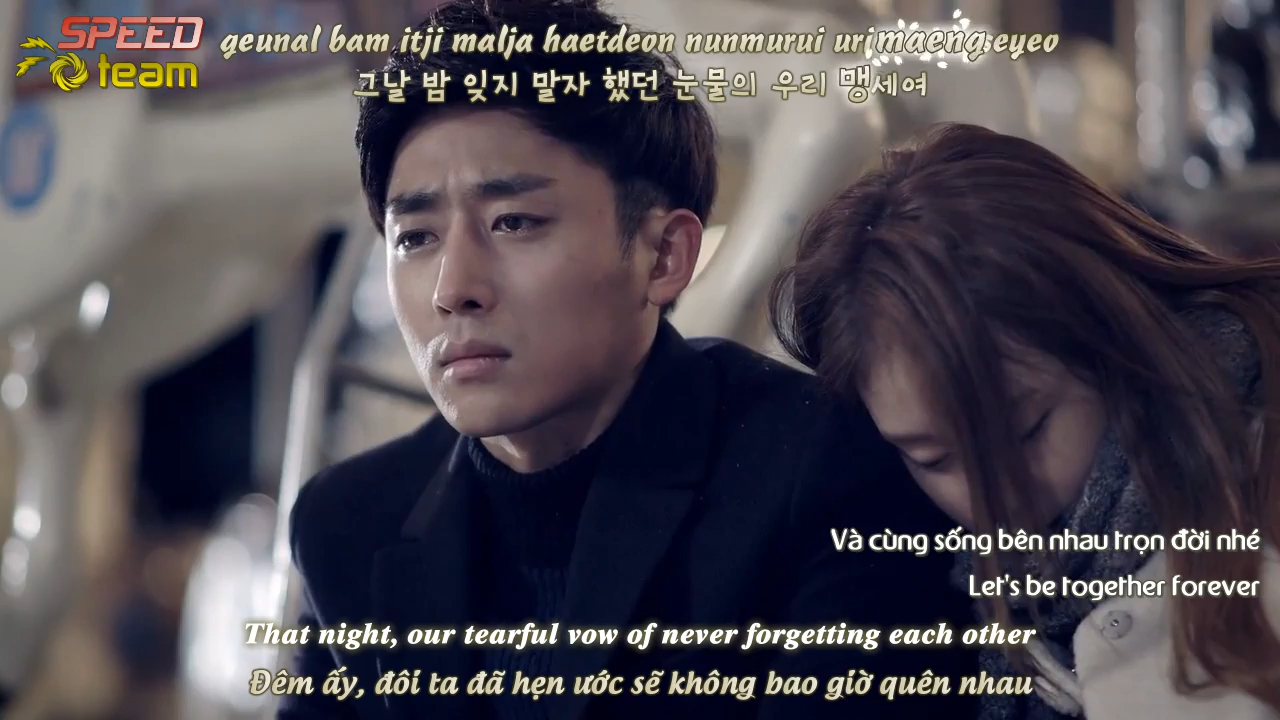 SPEED
team
geunal bam itji malja haetdeon nunmurui uri maeng seyeo
그날 밤 잊지 말자 했던 눈물의 우리 맹세여
Và cùng sống bên nhau trọn đời nhé
Let's be together forever
That night, our tearful vow of never forgetting each other
Đêm ấy, đôi ta đã hẹn ước sẽ không bao giờ quên nhau